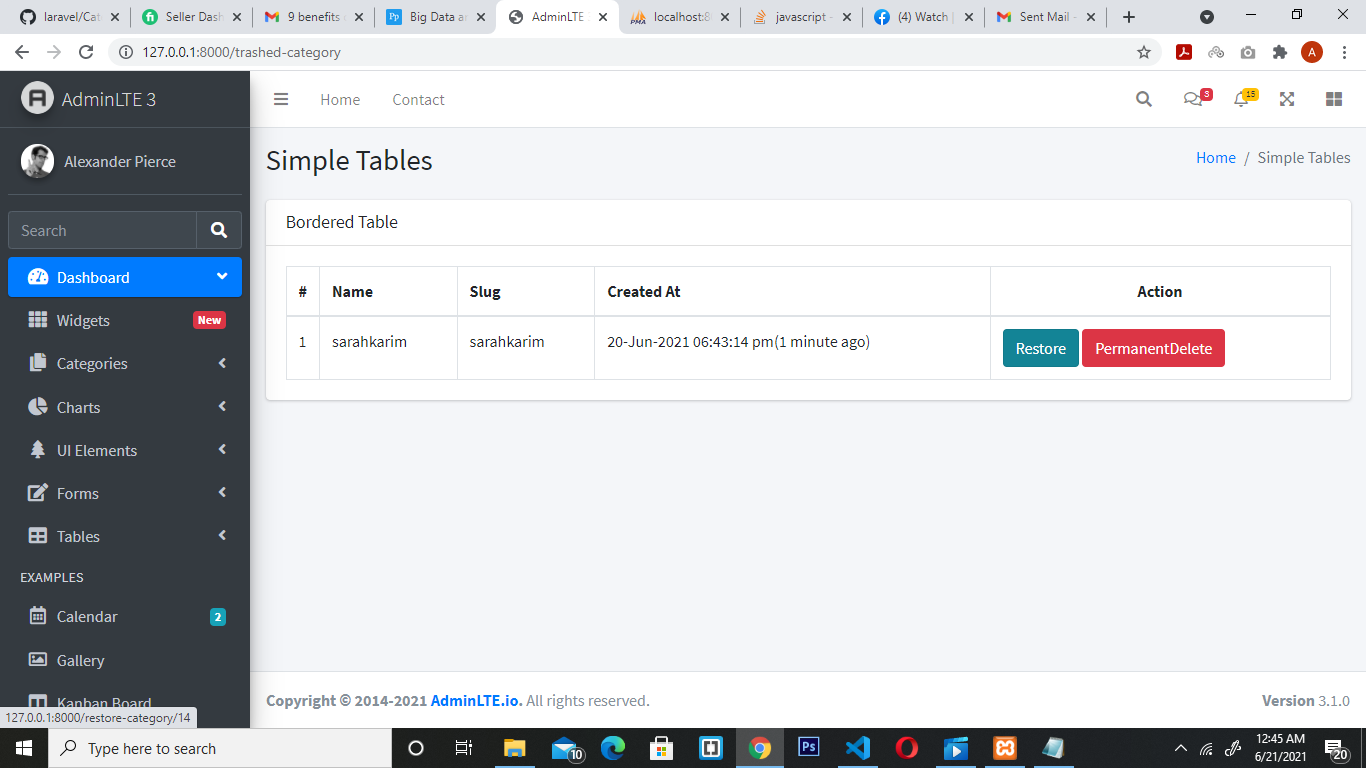 laravel/Cat
Seller Dash
9 benefits
Big Data a
AdminLTE
localhost:8
javascript -
(4) Watch |
Sent Mail -
127.0.0.1:8000/trashed-category
A
AdminLTE 3
Home
Contact
3
15
Alexander Pierce
Simple Tables
Home / Simple Tables
Search
Bordered Table
Dashboard
Widgets
New
Categories
Charts
UI Elements
Forms
Tables
EXAMPLES
Calendar
2
Gallery
Kanban Board
# Name Slug Created At Action
1 sarahkarim sarahkarim 20-Jun-2021 06:43:14 pm(1 minute ago) Restore PermanentDelete
Copyright © 2014-2021 AdminLTE.io. All rights reserved.
Version 3.1.0
127.0.0.1:8000/restore-category/14
Type here to search
10
Ps
12:45 AM
6/21/2021
20